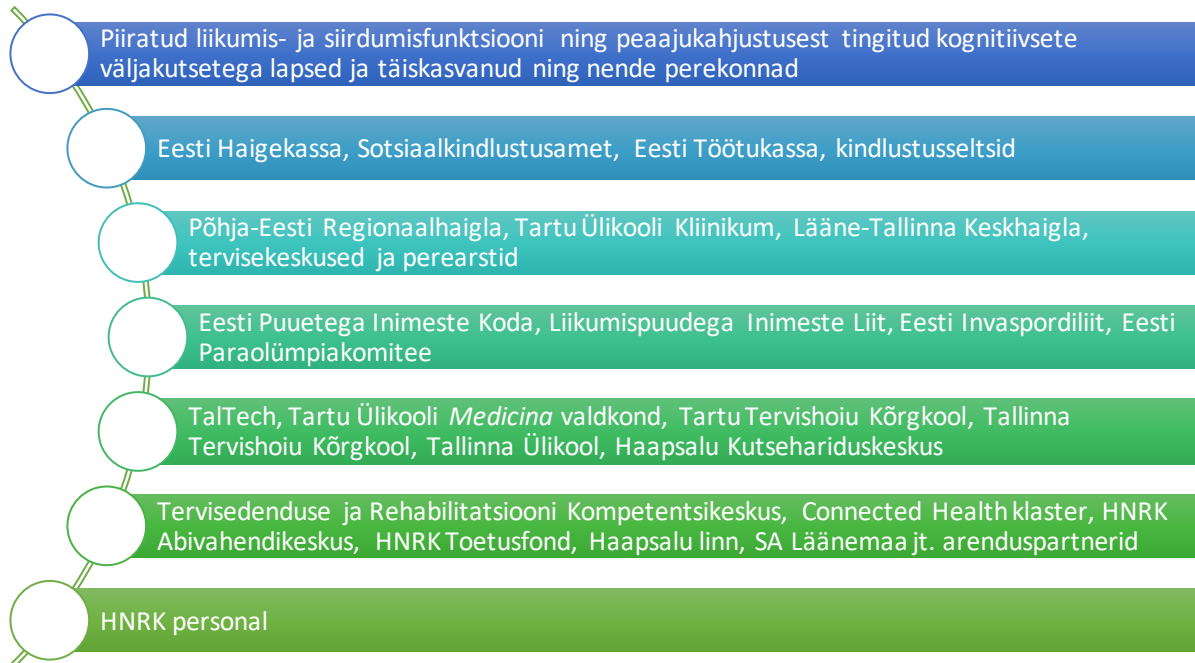 Piiratud liikumis- ja siirdumisfunktsiooni ning peaajukahjustusest tingitud kognitiivsete
väljakutsetega lapsed ja täiskasvanud ning nende perekonnad
Eesti Haigekassa, Sotsiaalkindlustusamet, Eesti Töötukassa, kindlustusseltsid
Põhja-Eesti Regionaalhaigla, Tartu Ülikooli Kliinikum, Lääne-Tallinna Keskhaigla,
tervisekeskused ja perearstid
Eesti Puuetega Inimeste Koda, Liikumispuudega Inimeste Liit, Eesti Invaspordiliit, Eesti
Paraolümpiakomitee
TalTech, Tartu Ülikooli Medicina valdkond, Tartu Tervishoiu Kõrgkool, Tallinna
Tervishoiu Kõrgkool, Tallinna Ülikool, Haapsalu Kutsehariduskeskus
Tervisedenduse ja Rehabilitatsiooni Kompetentsikeskus, Connected Health klaster, HNRK
Abivahendikeskus, HNRK Toetusfond, Haapsalu linn, SA Läänemaa jt. arenduspartnerid
HNRK personal